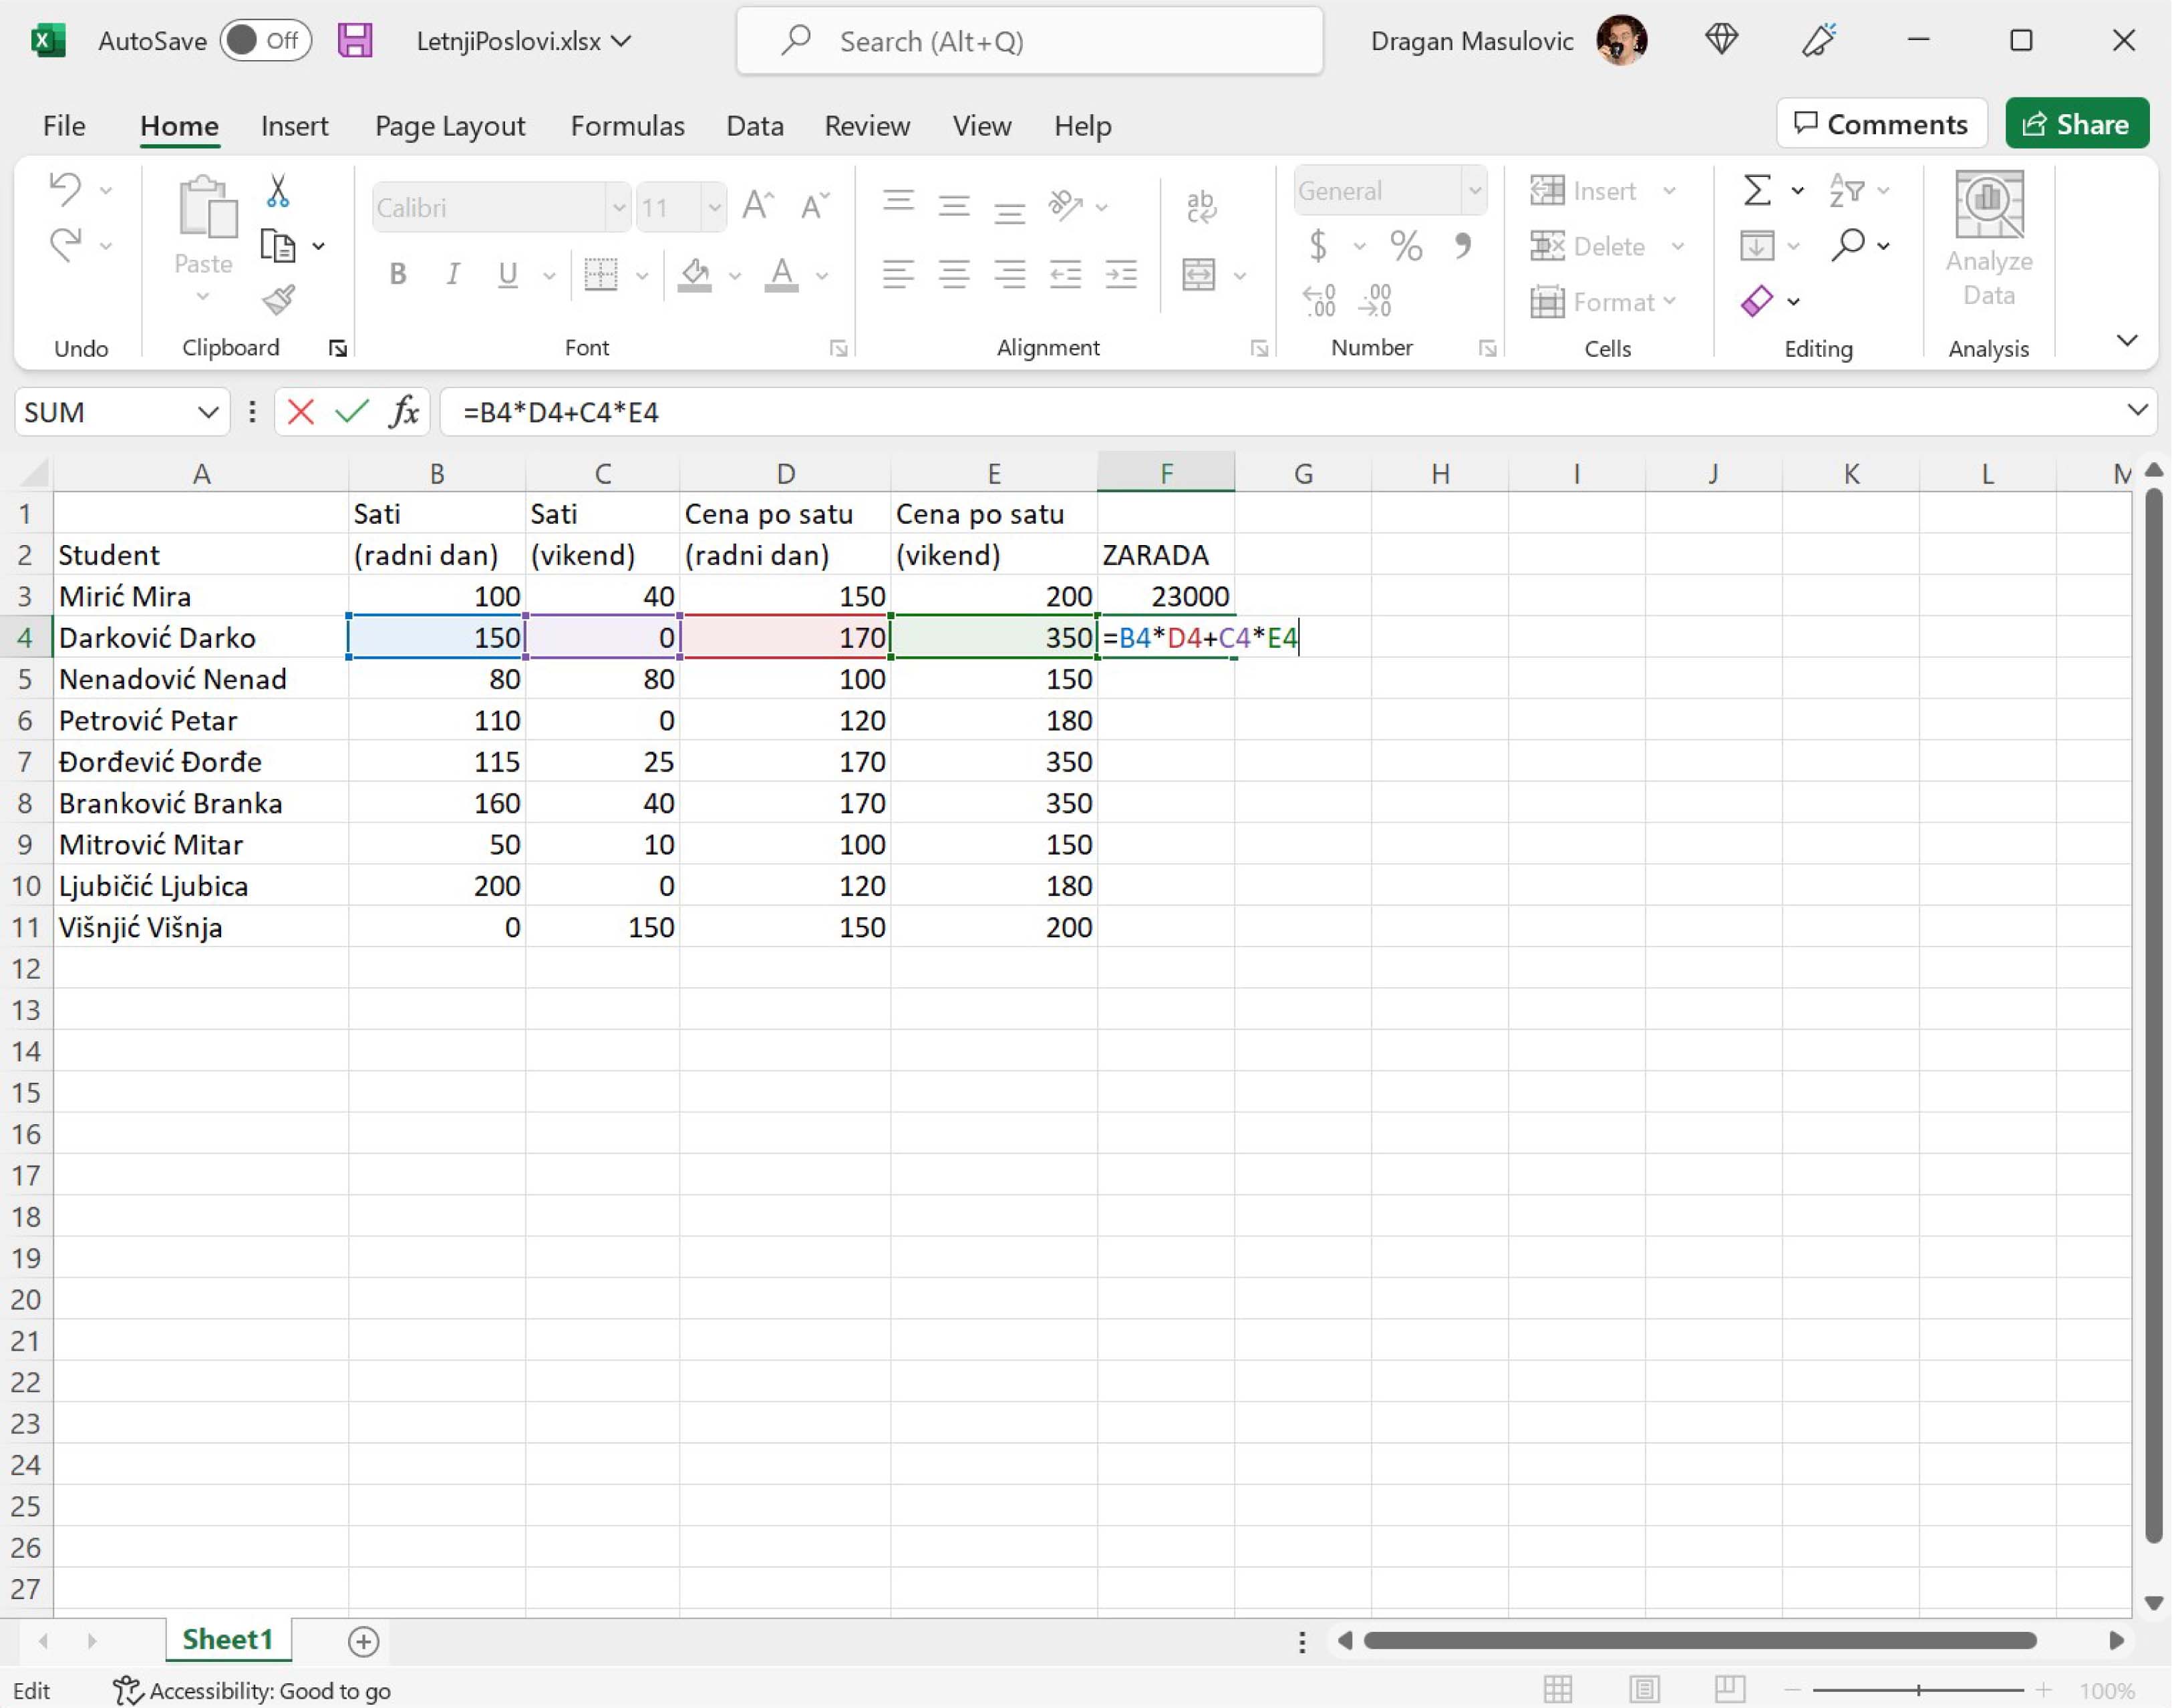 AutoSave Off LetnjiPoslovi.xlsx Search (Alt+Q) Dragan Masulovic
File Home Insert Page Layout Formulas Data Review View Help Comments Share
Paste Calibri 11 General Insert Delete Format Analyze Data
Undo Clipboard Font Alignment Number Cells Editing Analysis
SUM fx =B4*D4+C4*E4
A B C D E F G H I J K L
1 Sati Sati Cena po satu Cena po satu
2 Student (radni dan) (vikend) (radni dan) (vikend) ZARADA
3 Mirić Mira 100 40 150 200 23000
4 Darković Darko 150 0 170 350 =B4*D4+C4*E4
5 Nenadović Nenad 80 80 100 150
6 Petrović Petar 110 0 120 180
7 Đorđević Đorđe 115 25 170 350
8 Branković Branka 160 40 170 350
9 Mitrović Mitar 50 10 100 150
10 Ljubičić Ljubica 200 0 120 180
11 Višnjić Višnja 0 150 150 200
12
13
14
15
16
17
18
19
20
21
22
23
24
25
26
27
Sheet1
Edit Accessibility: Good to go 100%